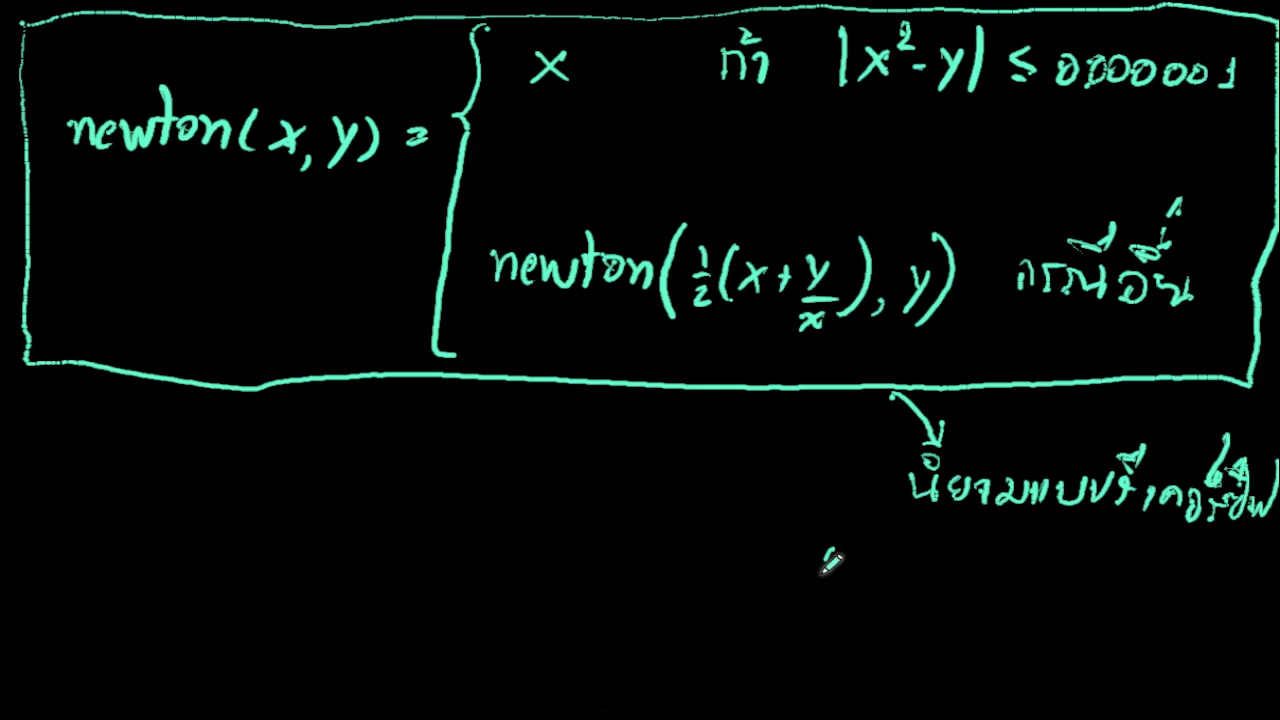 newton(x, y) = { x ถ้า |x² - y| ≤ 0.000001
newton(½(x + y/x), y) กรณีอื่น ๆ
นิยามแบบรีเคอร์ซีฟ